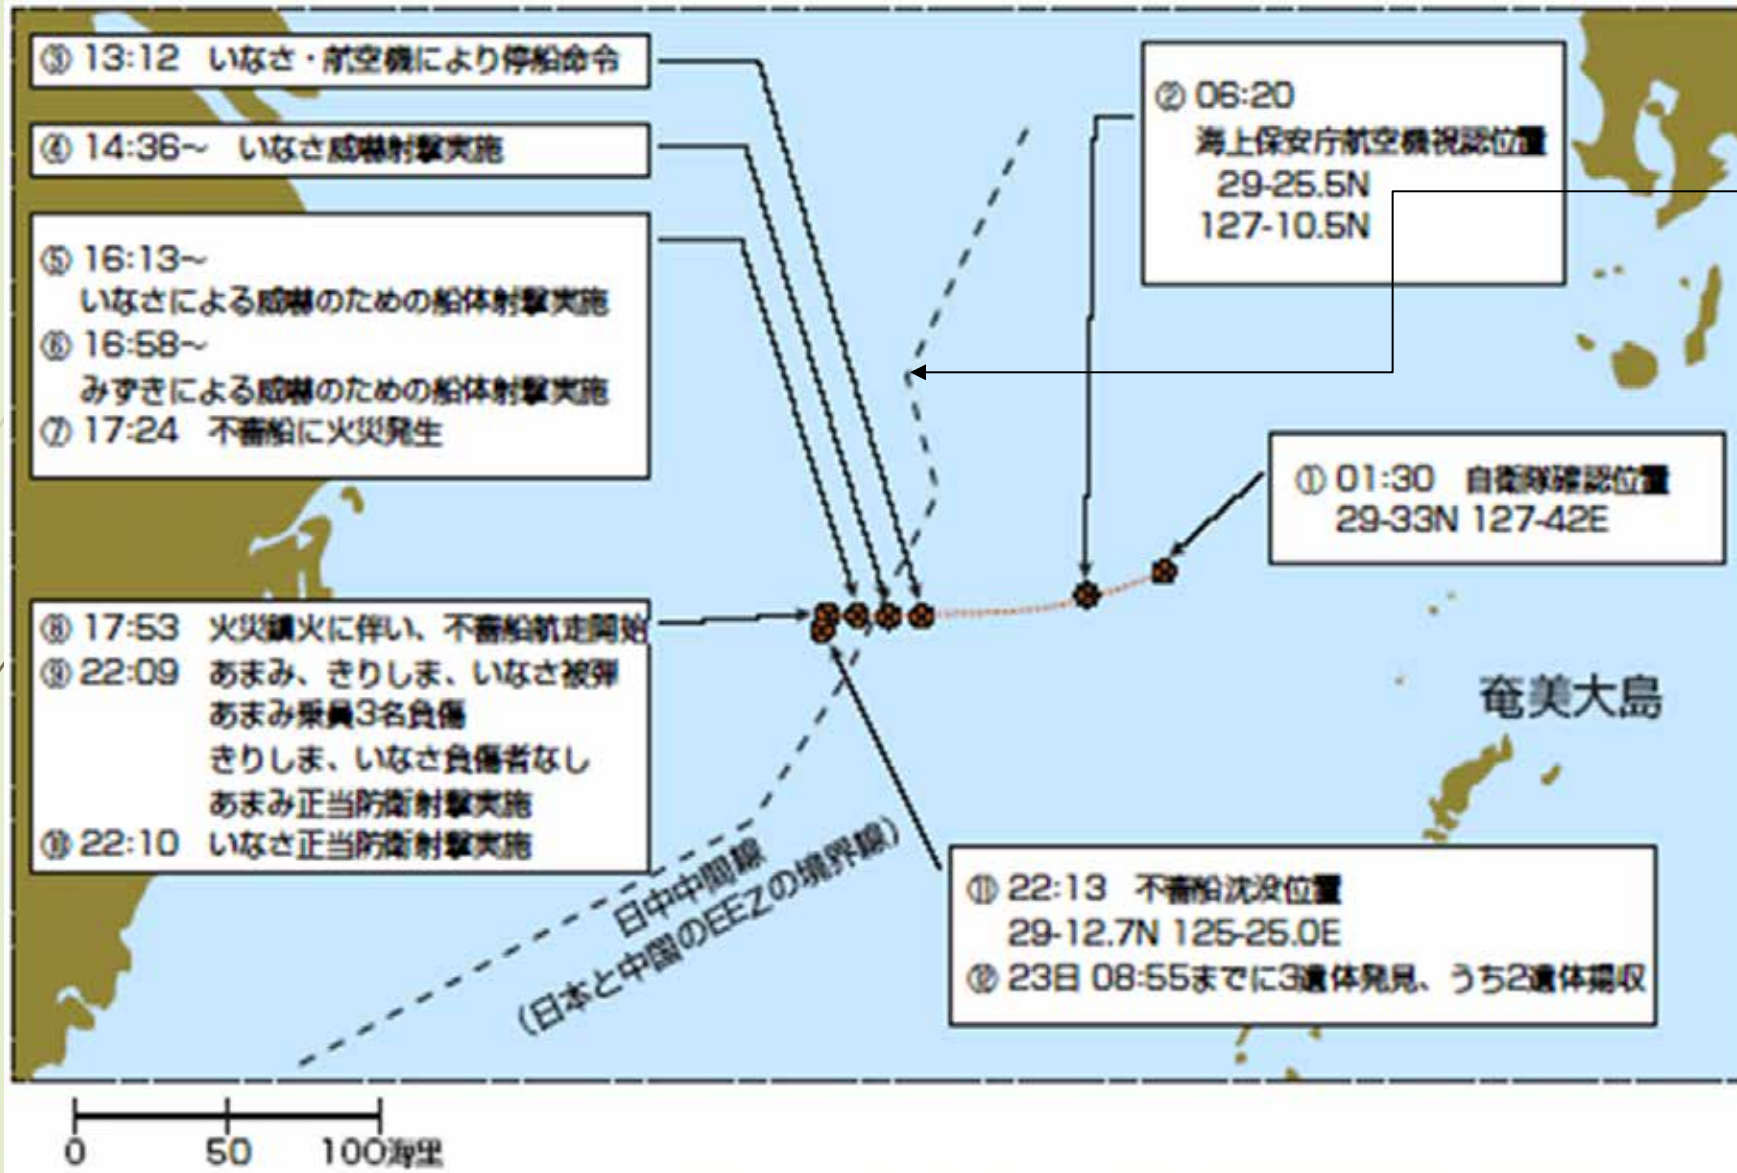 ③ 13:12 いなさ・航空機により停船命令
④ 14:36～ いなさ威嚇射撃実施
⑤ 16:13～
いなさによる威嚇のための船体射撃実施
⑥ 16:58～
みずきによる威嚇のための船体射撃実施
⑦ 17:24 不審船に火災発生
⑧ 17:53 火災鎮火に伴い、不審船航走開始
⑨ 22:09 あまみ、きりしま、いなさ被弾
あまみ乗員3名負傷
きりしま、いなさ負傷者なし
あまみ正当防衛射撃実施
⑩ 22:10 いなさ正当防衛射撃実施
② 06:20
海上保安庁航空機視認位置
29-25.5N
127-10.5N
① 01:30 自衛隊確認位置
29-33N 127-42E
奄美大島
日中中間線
(日本と中国のEEZの境界線)
⑪ 22:13 不審船沈没位置
29-12.7N 125-25.0E
⑫ 23日 08:55までに3遺体発見、うち2遺体揚収
0 50 100海里